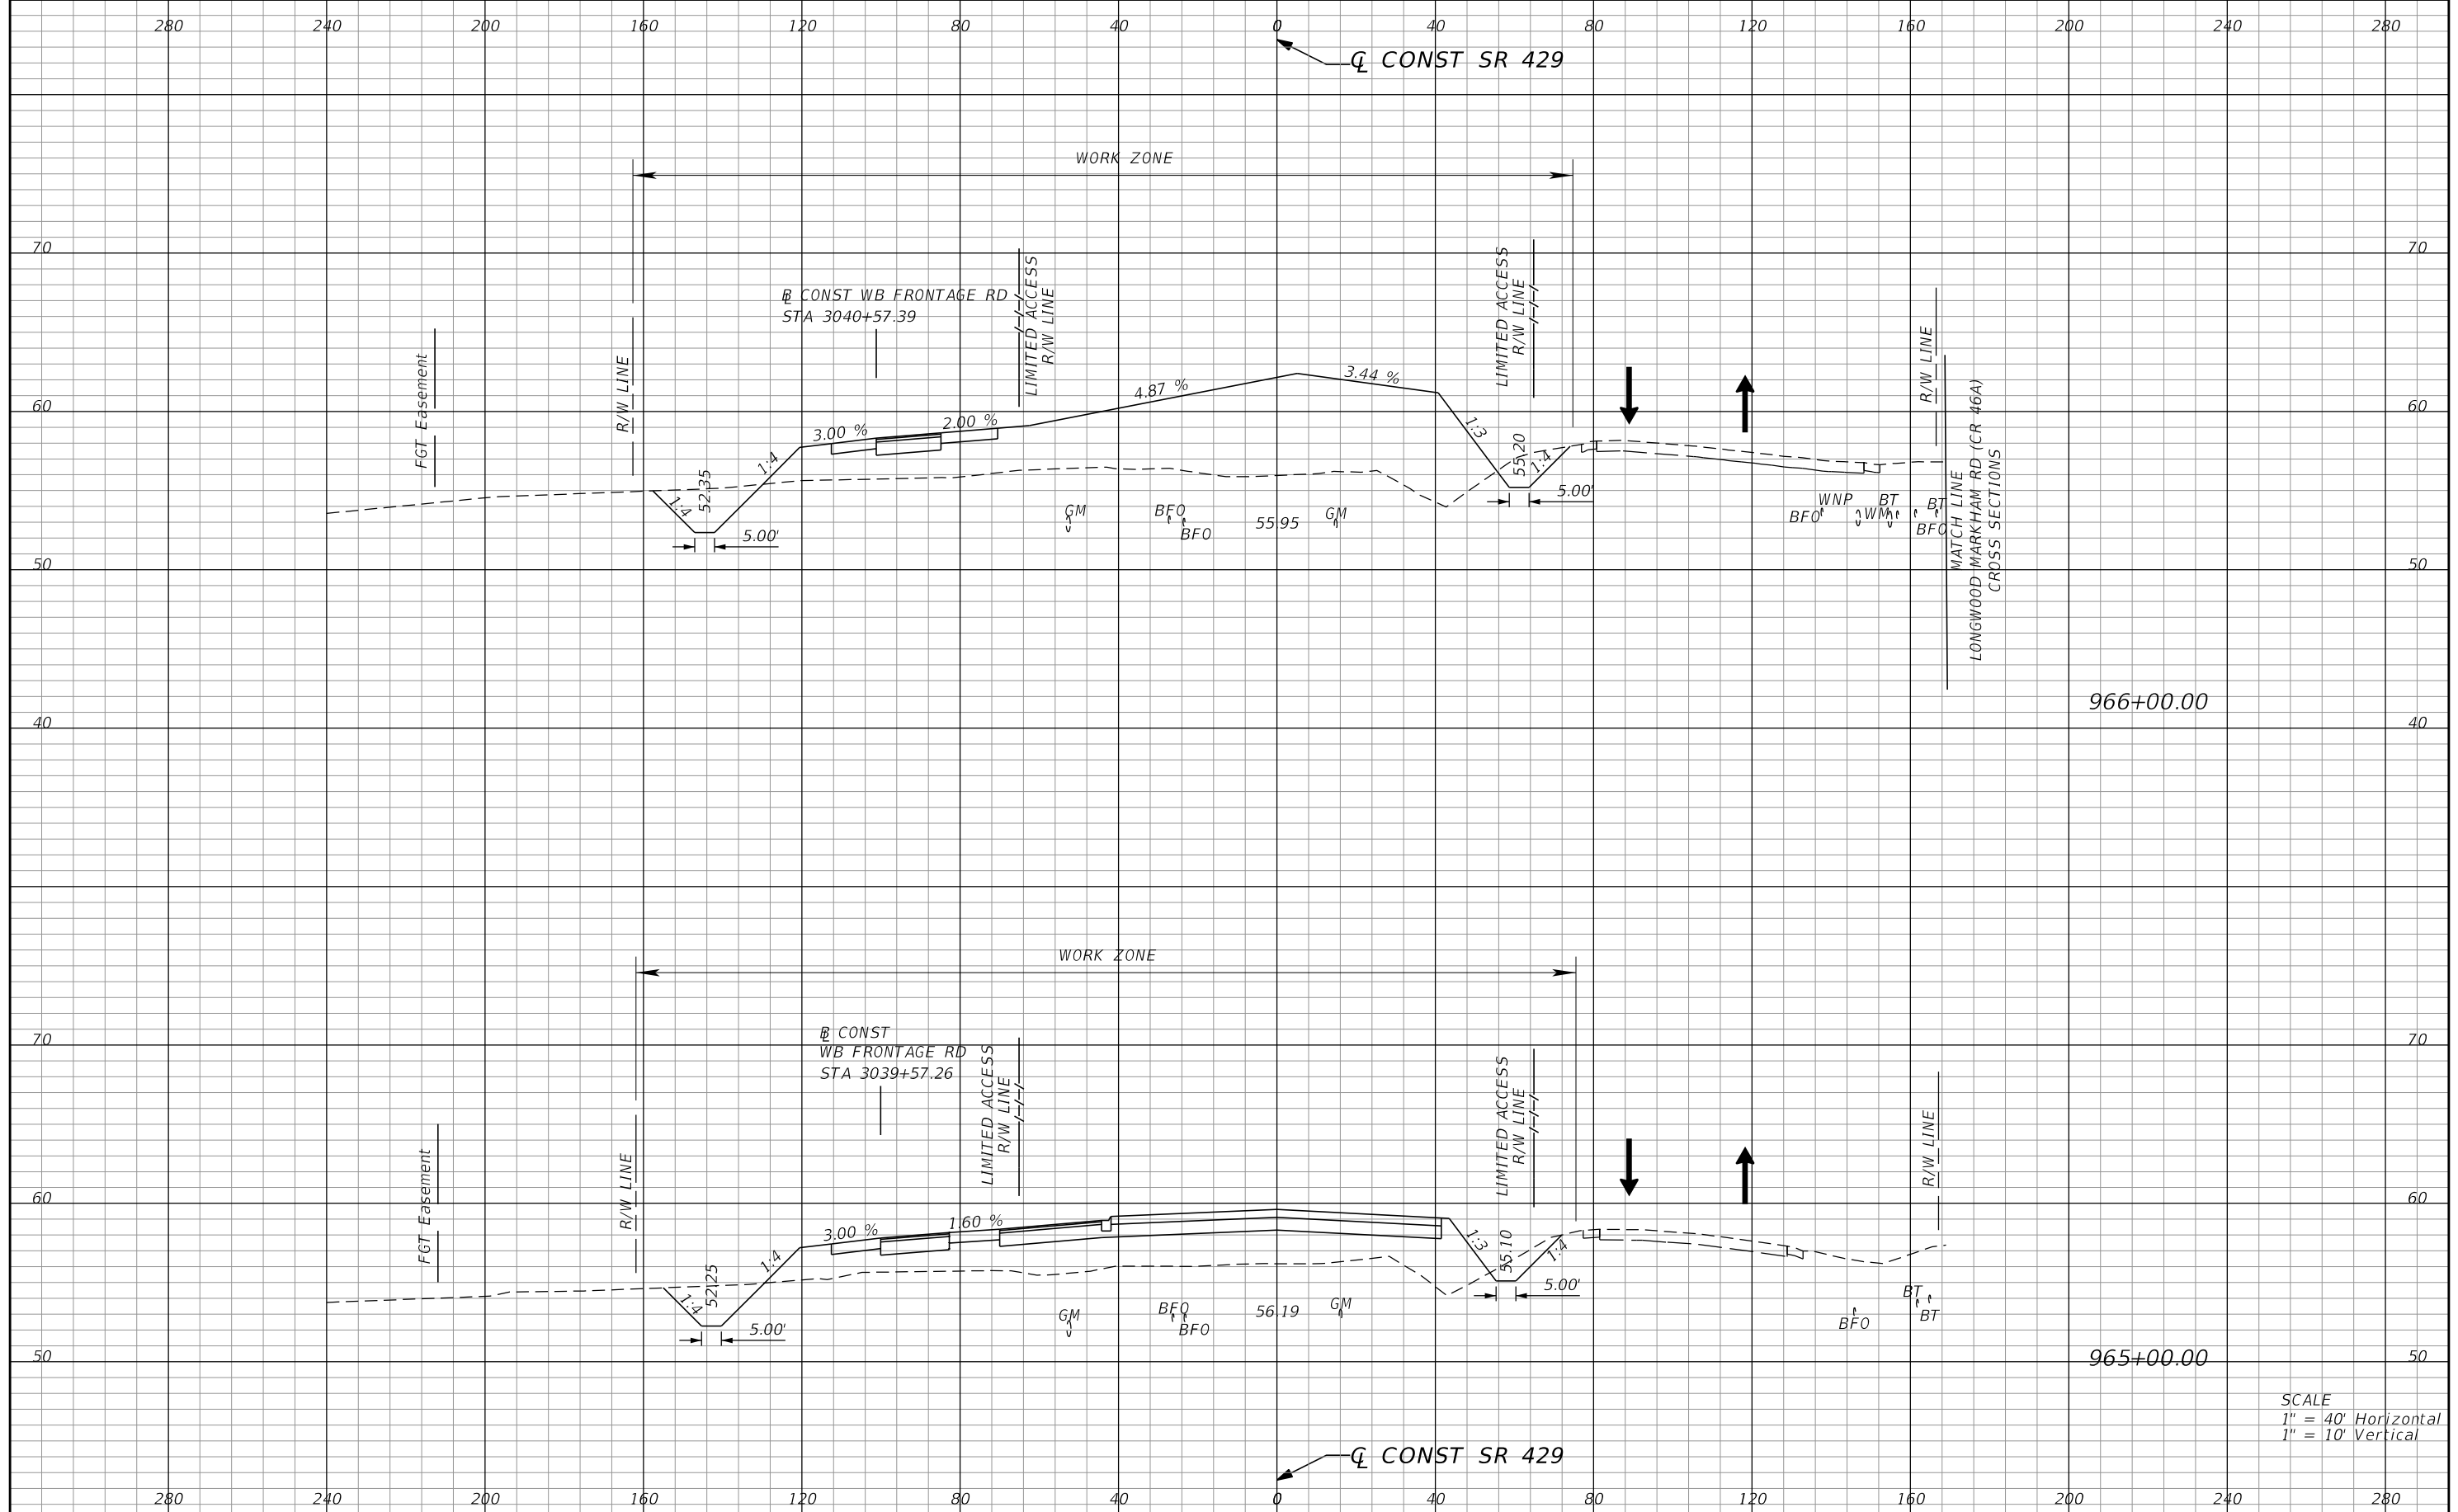 280 240 200 160 120 80 40 0 40 80 120 160 200 240 280
℄ CONST SR 429
WORK ZONE
70 70
LIMITED ACCESS
R/W LINE
LIMITED ACCESS
R/W LINE
℄ CONST WB FRONTAGE RD
STA 3040+57.39
FGT Easement
R/W LINE
R/W LINE
60 60
3.00 %
2.00 %
4.87 %
3.44 %
1:4
52.35
1:4
5.00'
1:3
55.20
1:4
5.00'
GM
BFO
BFO
55.95
GM
BFO
WNP
WM
BT
BFO
BT
MATCH LINE
LONGWOOD MARKHAM RD (CR 46A)
CROSS SECTIONS
50 50
966+00.00
40 40
WORK ZONE
70 70
℄ CONST
WB FRONTAGE RD
STA 3039+57.26
LIMITED ACCESS
R/W LINE
LIMITED ACCESS
R/W LINE
FGT Easement
R/W LINE
R/W LINE
60 60
3.00 %
1.60 %
1:4
52.25
1:4
5.00'
1:3
55.10
1:4
5.00'
GM
BFO
BFO
56.19
GM
BFO
BT
BT
50 50
965+00.00
SCALE
1" = 40' Horizontal
1" = 10' Vertical
℄ CONST SR 429
280 240 200 160 120 80 40 0 40 80 120 160 200 240 280